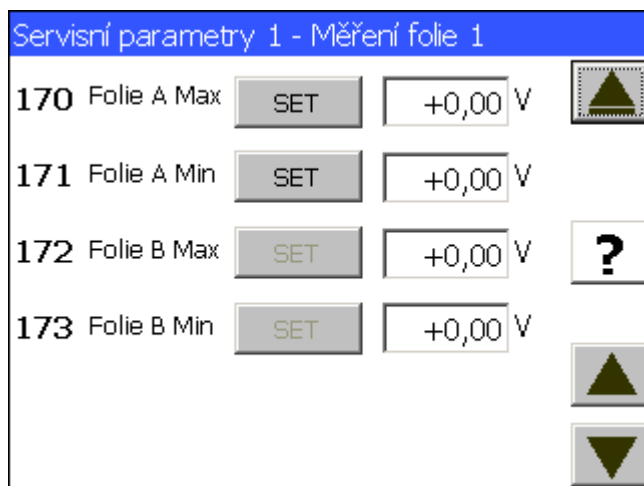 Servisní parametry 1 - Měření folie 1
170 Folie A Max SET +0,00 V
171 Folie A Min SET +0,00 V
172 Folie B Max SET +0,00 V
?
173 Folie B Min SET +0,00 V